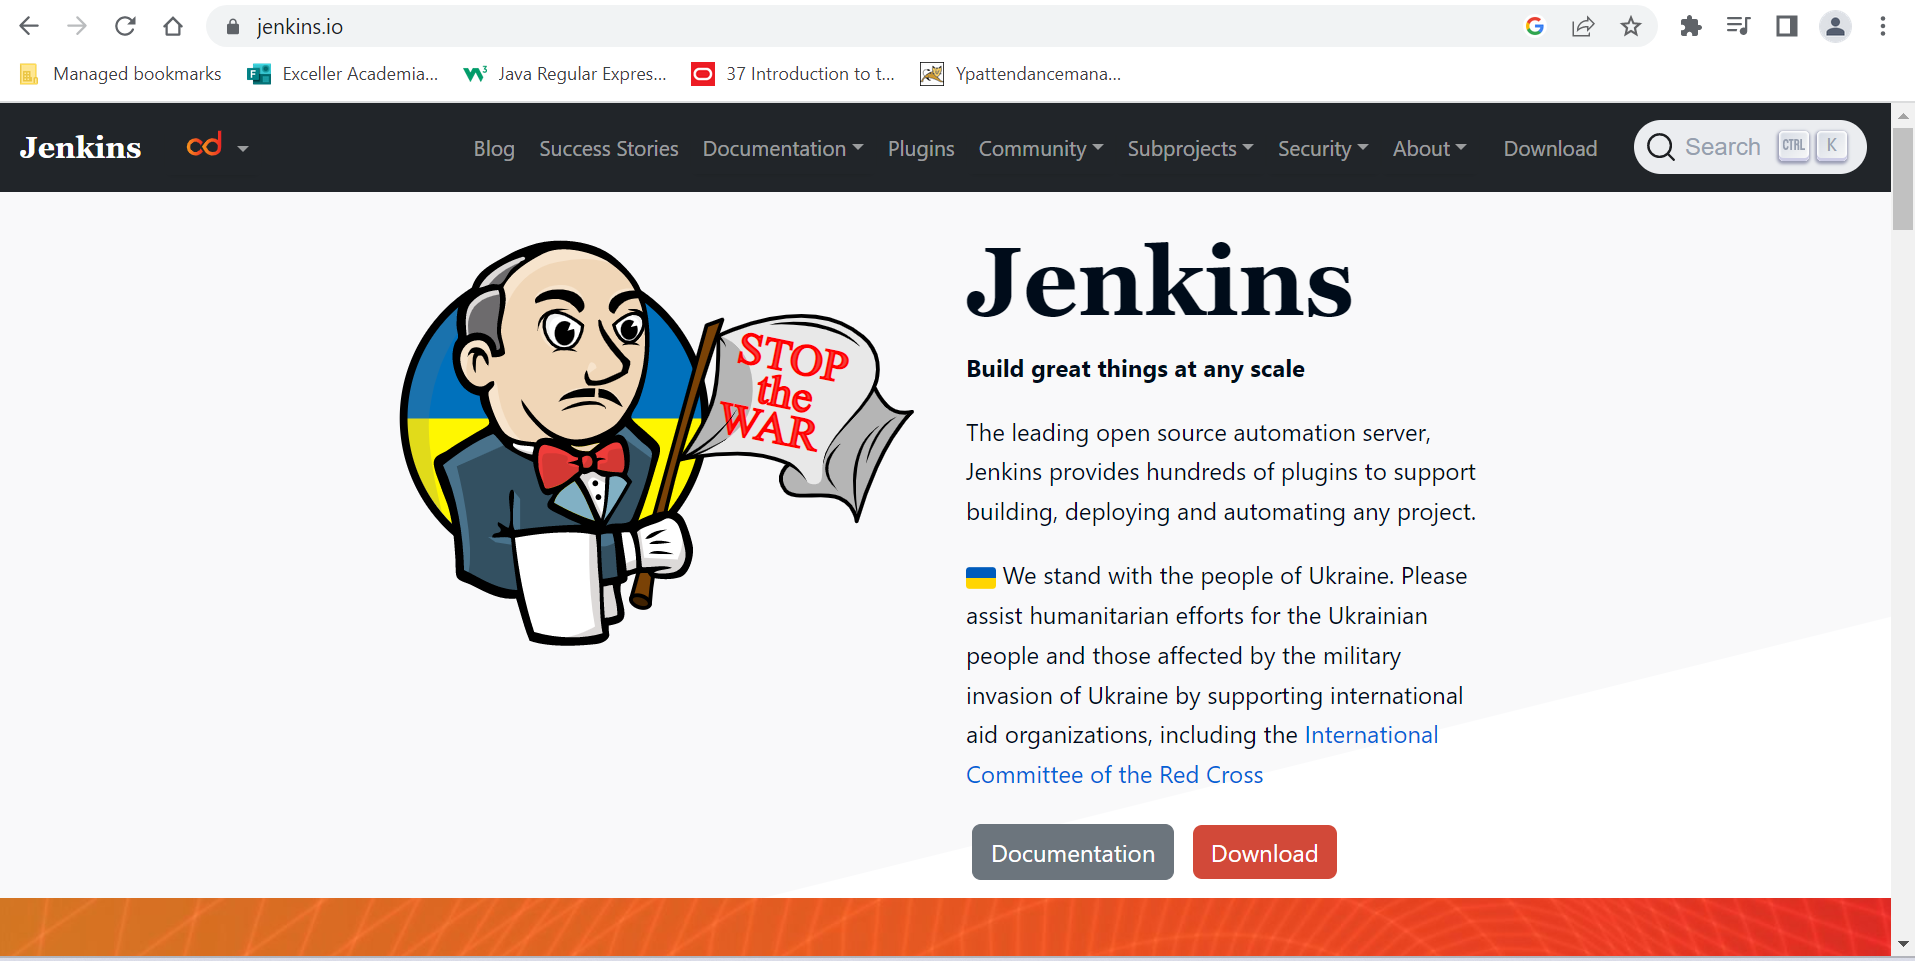 jenkins.io
Managed bookmarks Exceller Academia... Java Regular Expres... 37 Introduction to t... Ypattendancemana...
Jenkins cd Blog Success Stories Documentation Plugins Community Subprojects Security About Download Search CTRL K
STOP
the
WAR
Jenkins
Build great things at any scale
The leading open source automation server,
Jenkins provides hundreds of plugins to support
building, deploying and automating any project.
We stand with the people of Ukraine. Please
assist humanitarian efforts for the Ukrainian
people and those affected by the military
invasion of Ukraine by supporting international
aid organizations, including the International
Committee of the Red Cross
Documentation Download